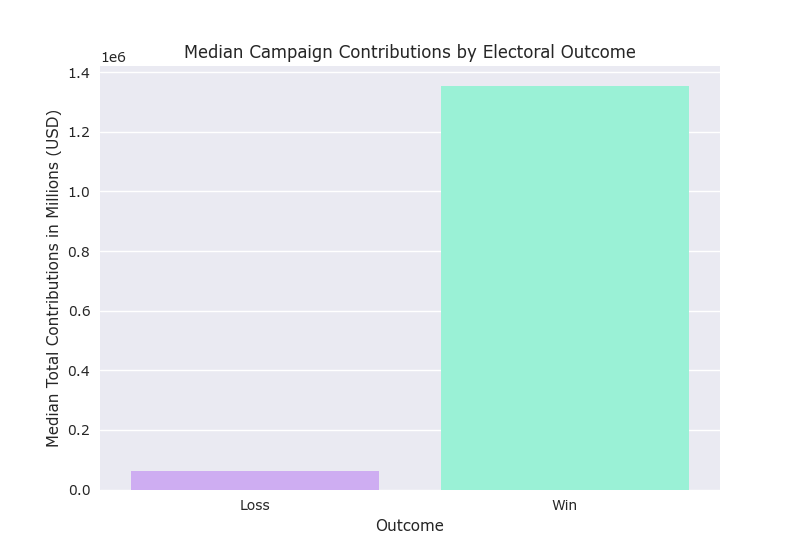 Median Campaign Contributions by Electoral Outcome
1e6
1.4
1.2
1.0
0.8
0.6
0.4
0.2
0.0
Median Total Contributions in Millions (USD)
Loss
Win
Outcome